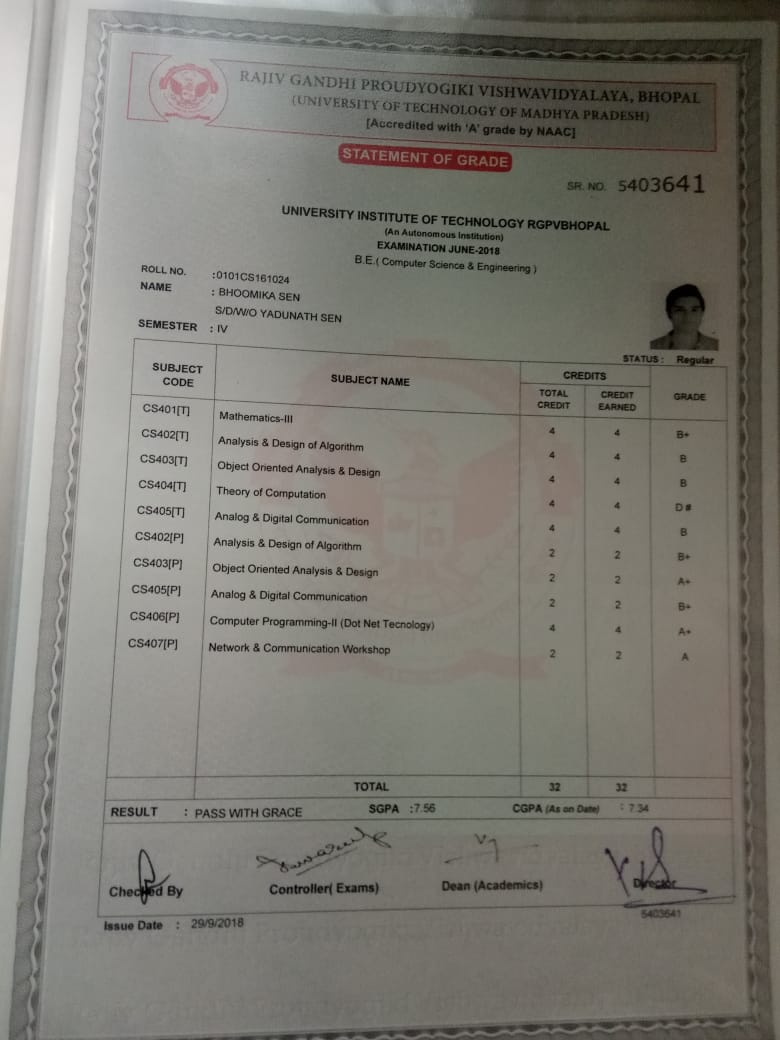 RAJIV GANDHI PROUDYOGIKI VISHWAVIDYALAYA, BHOPAL
(UNIVERSITY OF TECHNOLOGY OF MADHYA PRADESH)
[Accredited with 'A' grade by NAAC]
STATEMENT OF GRADE
SR. NO. 5403641
UNIVERSITY INSTITUTE OF TECHNOLOGY RGPVBHOPAL
(An Autonomous Institution)
EXAMINATION JUNE-2018
B.E.( Computer Science & Engineering )
ROLL NO. :0101CS161024
NAME : BHOOMIKA SEN
S/D/W/O YADUNATH SEN
SEMESTER : IV
STATUS : Regular
SUBJECT CODE SUBJECT NAME CREDITS GRADE
TOTAL CREDIT CREDIT EARNED
CS401[T] Mathematics-III 4 4 B+
CS402[T] Analysis & Design of Algorithm 4 4 B
CS403[T] Object Oriented Analysis & Design 4 4 B
CS404[T] Theory of Computation 4 4 D #
CS405[T] Analog & Digital Communication 4 4 B
CS402[P] Analysis & Design of Algorithm 2 2 B+
CS403[P] Object Oriented Analysis & Design 2 2 A+
CS405[P] Analog & Digital Communication 2 2 B+
CS406[P] Computer Programming-II (Dot Net Tecnology) 4 4 A+
CS407[P] Network & Communication Workshop 2 2 A
TOTAL 32 32
RESULT : PASS WITH GRACE SGPA :7.56 CGPA (As on Date) : 7.34
Checked By Controller( Exams) Dean (Academics) Director
5403641
Issue Date : 29/9/2018